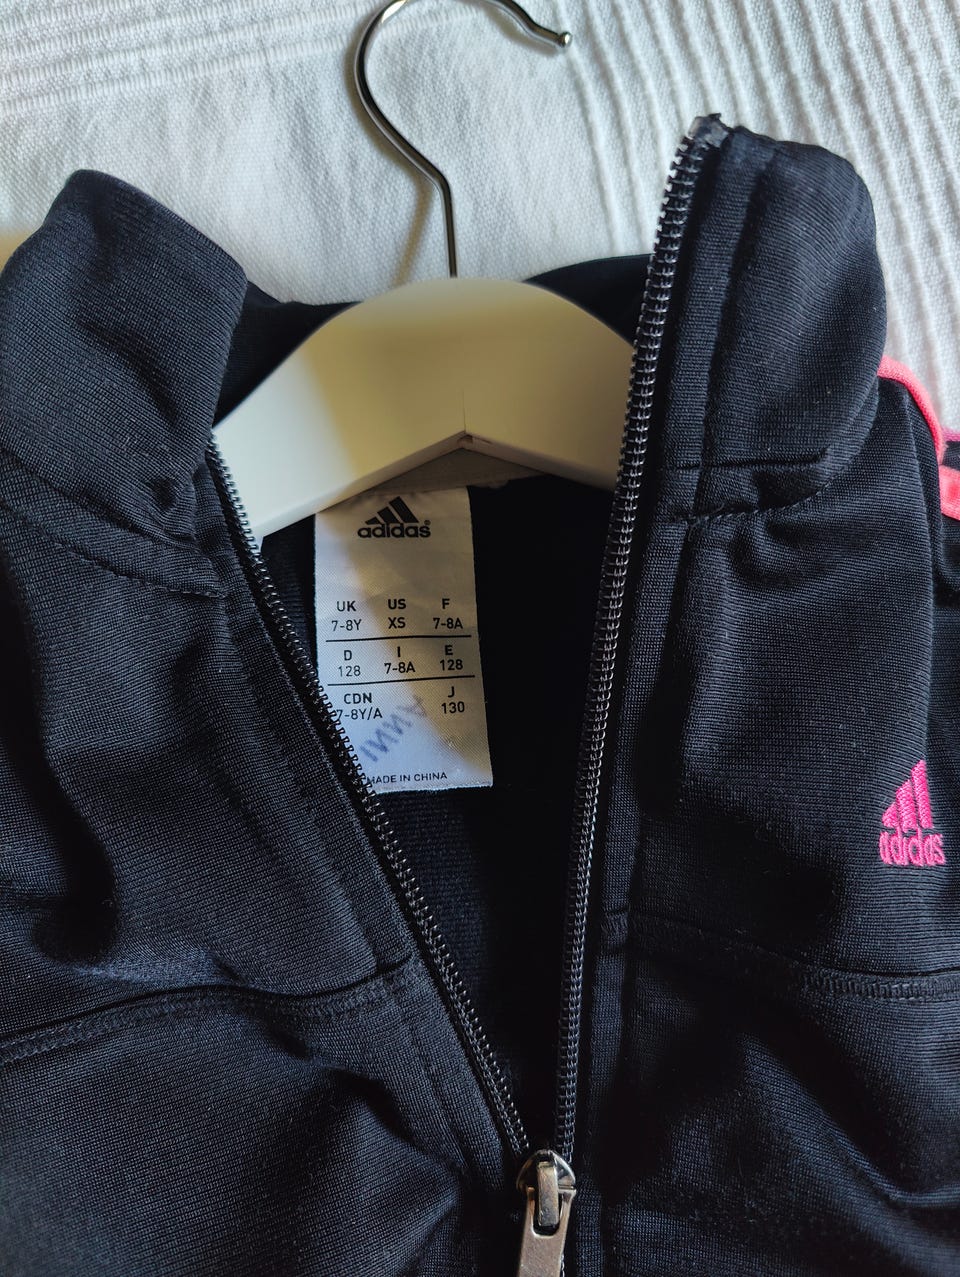 adidas®
UK US F
7-8Y XS 7-8A
D I E
128 7-8A 128
CDN J
7-8Y/A 130
MADE IN CHINA
adidas